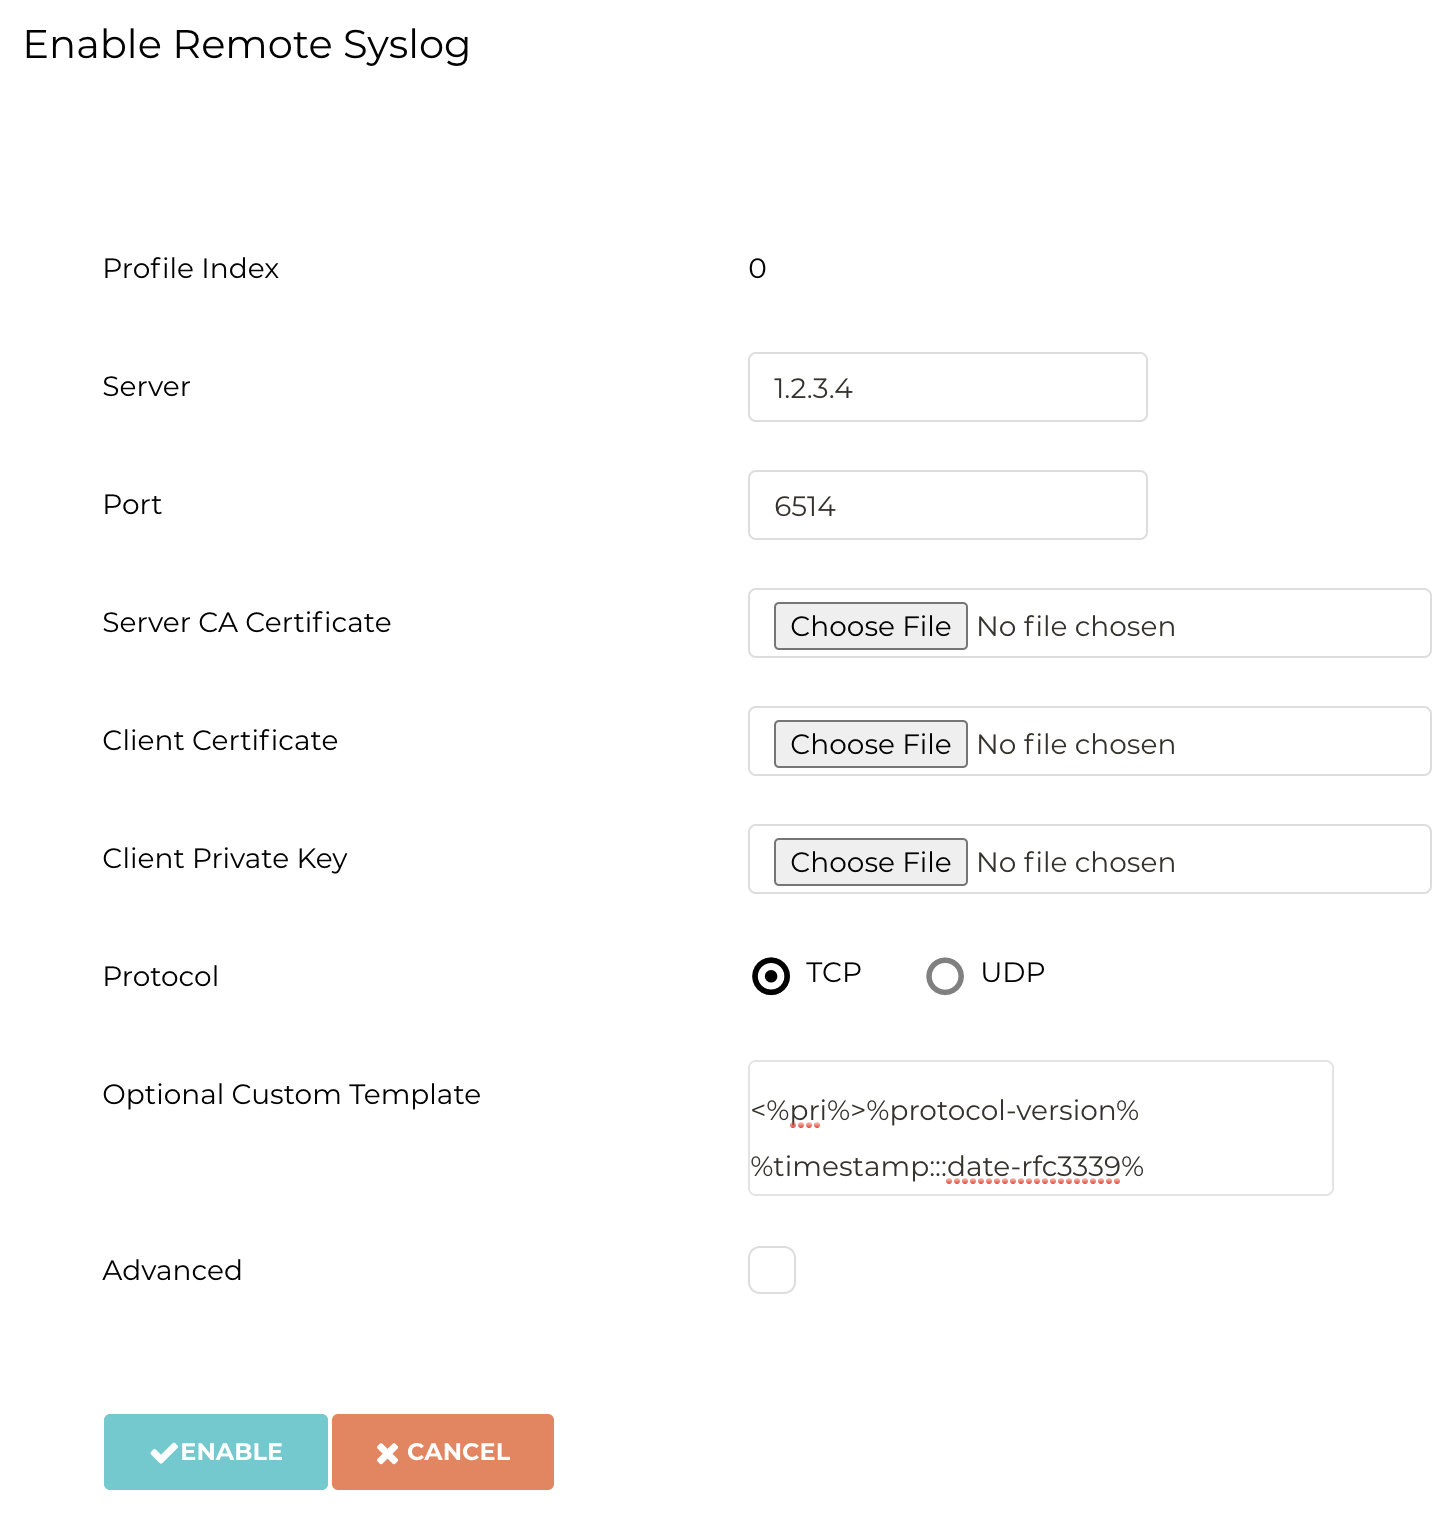 Enable Remote Syslog
Profile Index 0
Server 1.2.3.4
Port 6514
Server CA Certificate Choose File No file chosen
Client Certificate Choose File No file chosen
Client Private Key Choose File No file chosen
Protocol TCP UDP
Optional Custom Template <%pri%>%protocol-version%
%timestamp:::date-rfc3339%
Advanced
ENABLE CANCEL